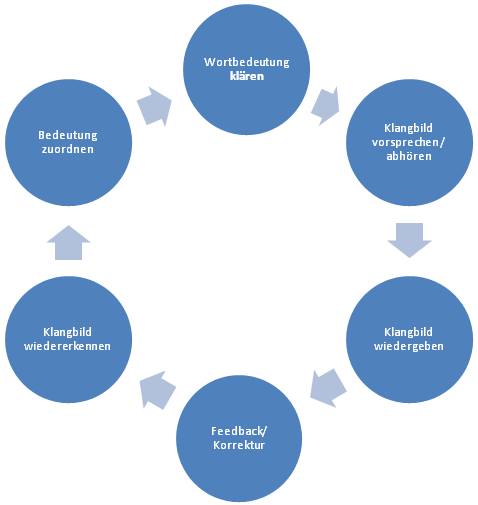 Wortbedeutung
klären
Klangbild
vorsprechen/
abhören
Klangbild
wiedergeben
Feedback/
Korrektur
Klangbild
wiedererkennen
Bedeutung
zuordnen